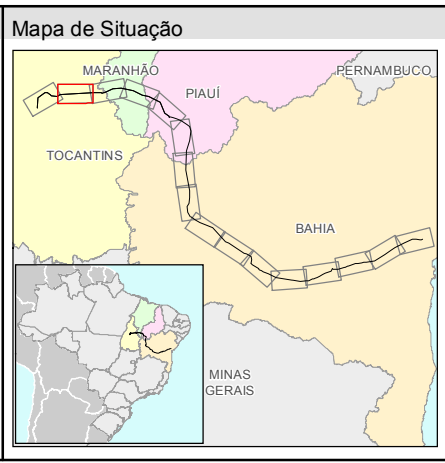 Mapa de Situação
MARANHÃO
PERNAMBUCO
PIAUÍ
TOCANTINS
BAHIA
MINAS
GERAIS